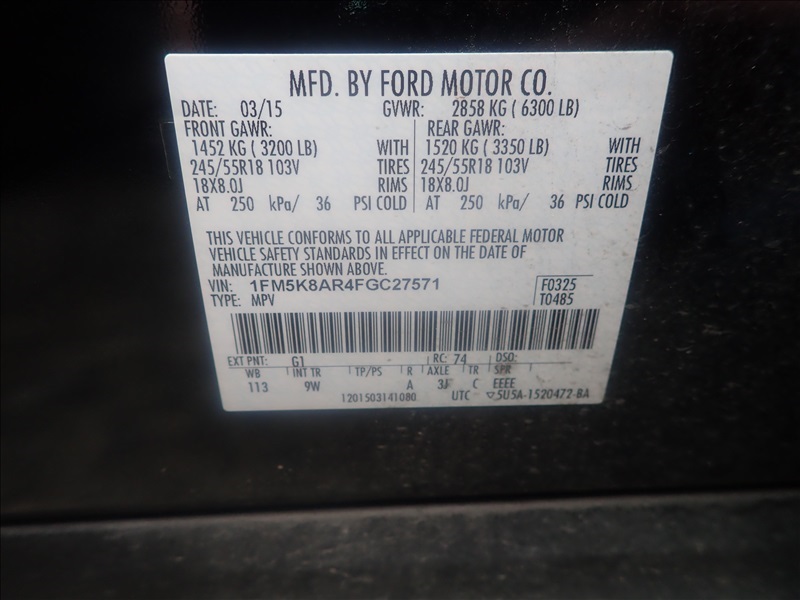 MFD. BY FORD MOTOR CO.
DATE: 03/15 GVWR: 2858 KG ( 6300 LB)
FRONT GAWR: REAR GAWR:
1452 KG ( 3200 LB) WITH 1520 KG ( 3350 LB) WITH
245/55R18 103V TIRES 245/55R18 103V TIRES
18X8.0J RIMS 18X8.0J RIMS
AT 250 kPa/ 36 PSI COLD AT 250 kPa/ 36 PSI COLD
THIS VEHICLE CONFORMS TO ALL APPLICABLE FEDERAL MOTOR
VEHICLE SAFETY STANDARDS IN EFFECT ON THE DATE OF
MANUFACTURE SHOWN ABOVE.
VIN: 1FM5K8AR4FGC27571 F0325
TYPE: MPV T0485
EXT PNT: G1 RC: 74 DSO:
WB INT TR TP/PS R AXLE TR SPR
113 9W A 3J C EEEE
1201503141080 UTC ▽5U5A-1520472-BA